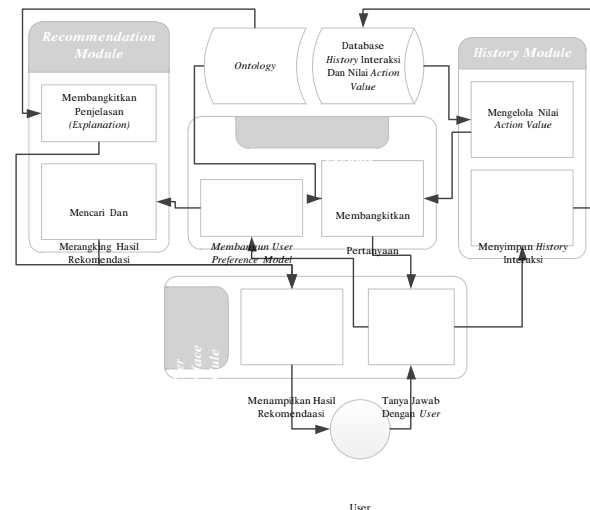 Recommendation
Module
Membangkitkan
Penjelasan
(Explanation)
Mencari Dan
Merangking Hasil
Rekomendasi
Ontology
Database
History Interaksi
Dan Nilai Action
Value
History Module
Mengelola Nilai
Action Value
Menyimpan History
Interaksi
Membangun User
Preference Model
Membangkitkan
Pertanyaan
Menampilkan Hasil
Rekomendaasi
Tanya Jawab
Dengan User
User